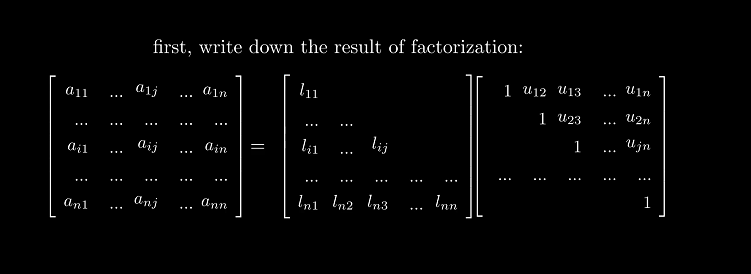 first, write down the result of factorization:
a₁₁ ... a₁ⱼ ... a₁ₙ l₁₁ 1 u₁₂ u₁₃ ... u₁ₙ
... ... ... ... ... ... ... 1 u₂₃ ... u₂ₙ
aᵢ₁ ... aᵢⱼ ... aᵢₙ = lᵢ₁ ... lᵢⱼ 1 ... uⱼₙ
... ... ... ... ... ... ... ... ... ... ... ... ... ... ...
aₙ₁ ... aₙⱼ ... aₙₙ lₙ₁ lₙ₂ lₙ₃ ... lₙₙ 1